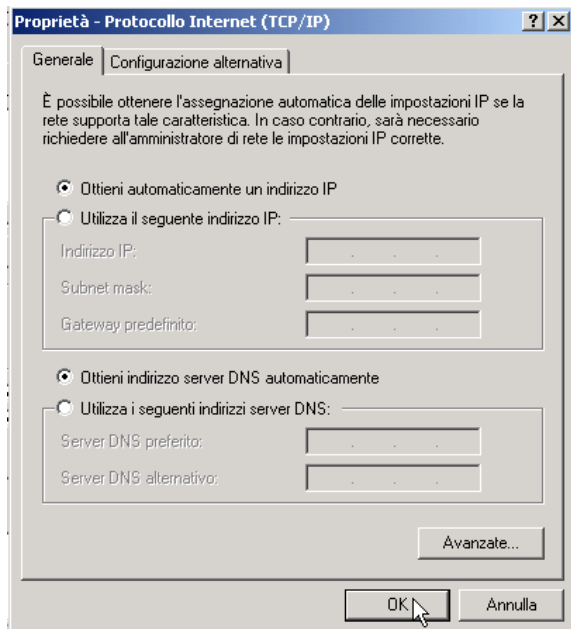 Proprietà - Protocollo Internet (TCP/IP)
Generale
Configurazione alternativa
È possibile ottenere l'assegnazione automatica delle impostazioni IP se la
rete supporta tale caratteristica. In caso contrario, sarà necessario
richiedere all'amministratore di rete le impostazioni IP corrette.
Ottieni automaticamente un indirizzo IP
Utilizza il seguente indirizzo IP:
Indirizzo IP:
Subnet mask:
Gateway predefinito:
Ottieni indirizzo server DNS automaticamente
Utilizza i seguenti indirizzi server DNS:
Server DNS preferito:
Server DNS alternativo:
Avanzate...
OK
Annulla